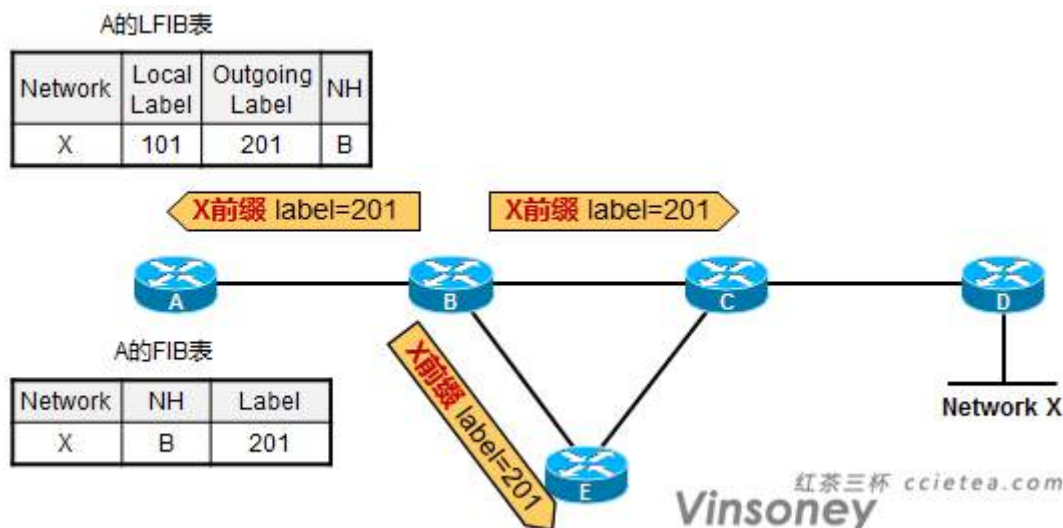 A的LFIB表
Network Local Label Outgoing Label NH
X 101 201 B
X前缀 label=201 X前缀 label=201
A B C D
A的FIB表
Network NH Label
X B 201
X前缀 label=201
Network X
E
红茶三杯 ccietea.com
Vinsoney